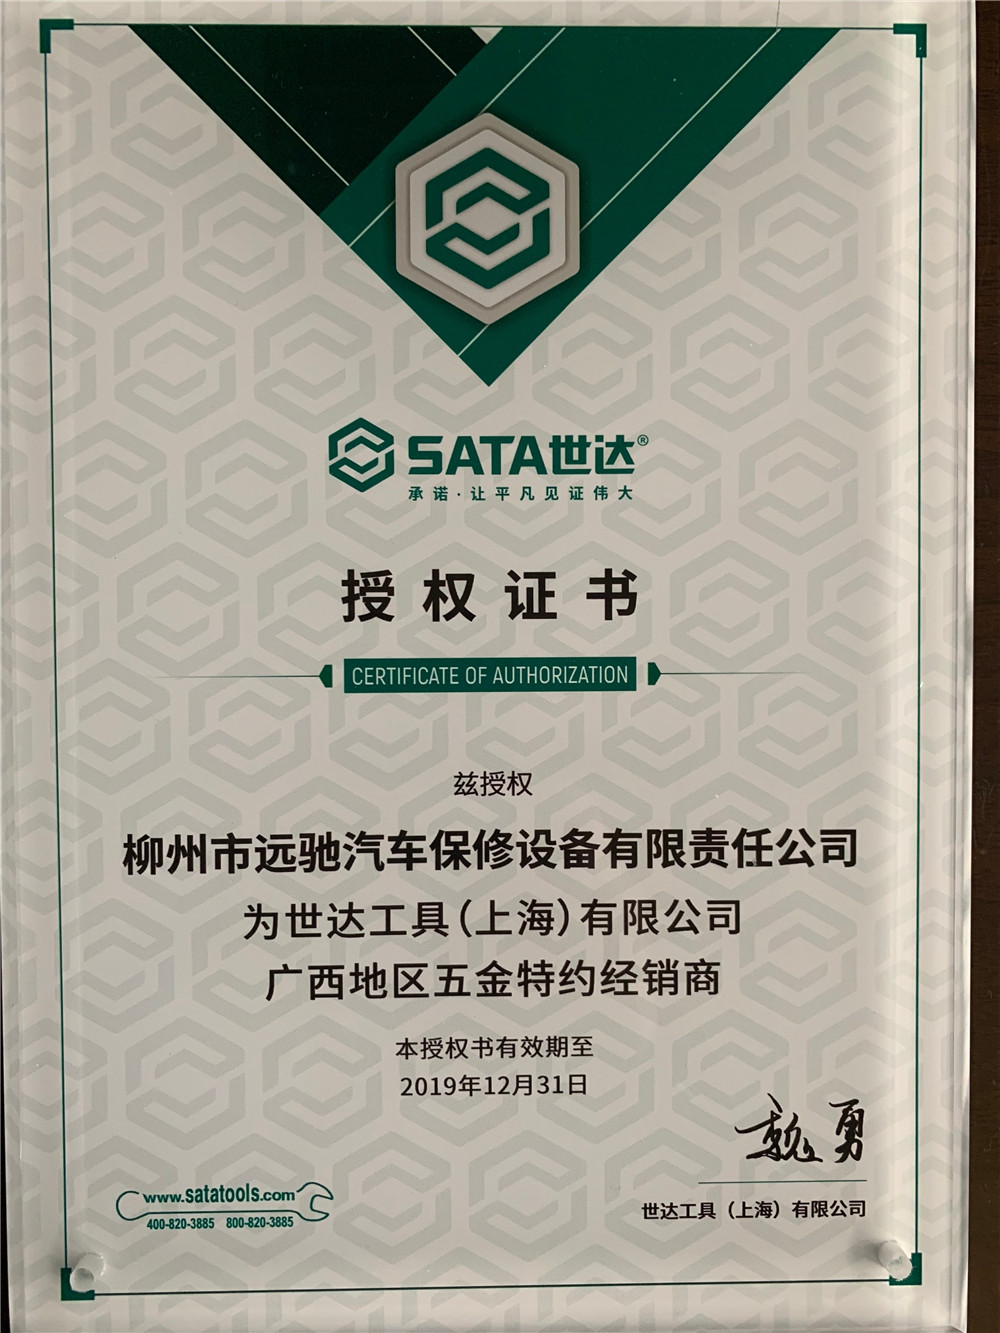 SATA世达®
承诺·让平凡见证伟大
授权证书
CERTIFICATE OF AUTHORIZATION
兹授权
柳州市远驰汽车保修设备有限责任公司
为世达工具(上海)有限公司
广西地区五金特约经销商
本授权书有效期至
2019年12月31日
魏勇
www.satatools.com
400-820-3885 800-820-3885
世达工具(上海)有限公司